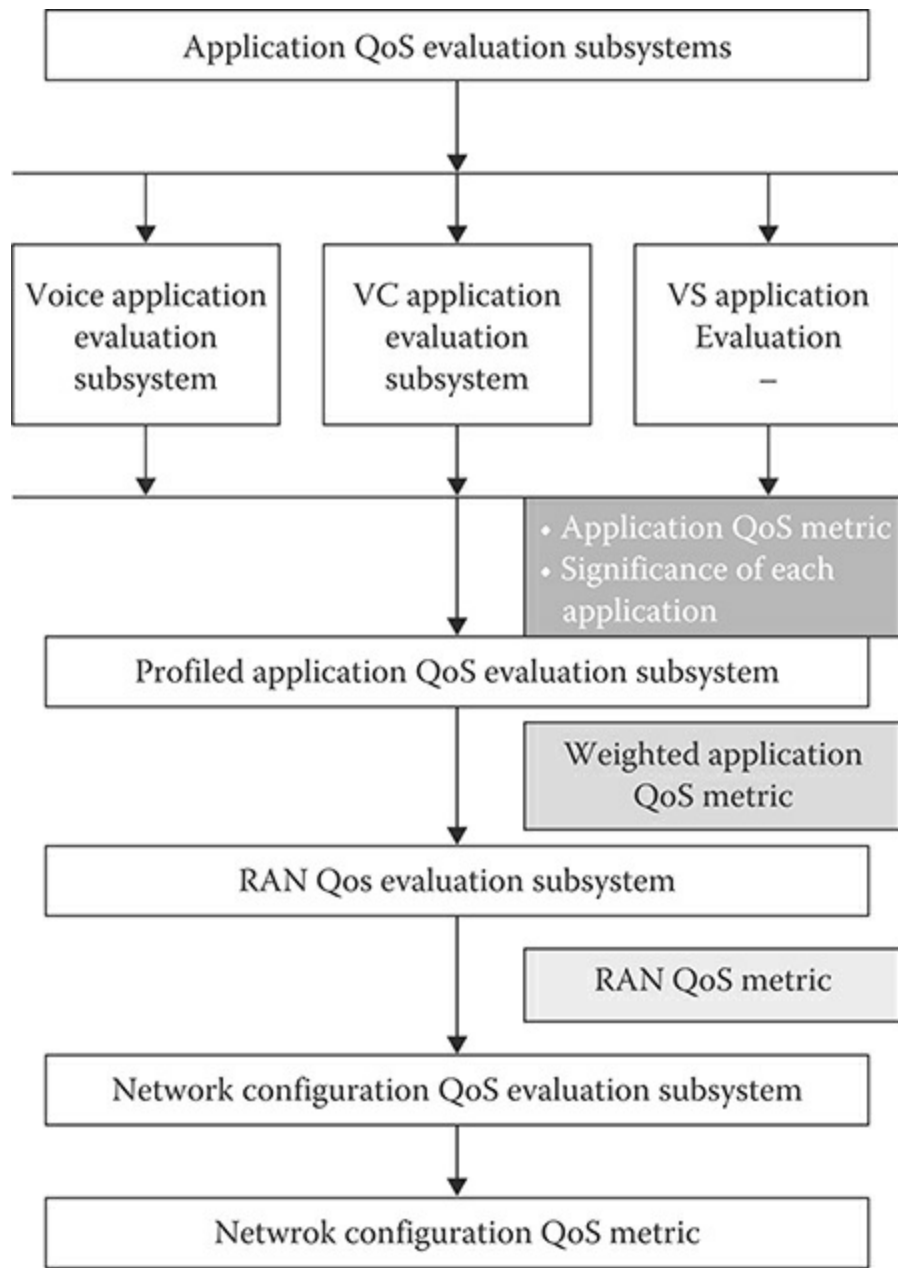 Application QoS evaluation subsystems
Voice application
evaluation
subsystem
VC application
evaluation
subsystem
VS application
Evaluation
–
• Application QoS metric
• Significance of each
application
Profiled application QoS evaluation subsystem
Weighted application
QoS metric
RAN Qos evaluation subsystem
RAN QoS metric
Network configuration QoS evaluation subsystem
Netwrok configuration QoS metric